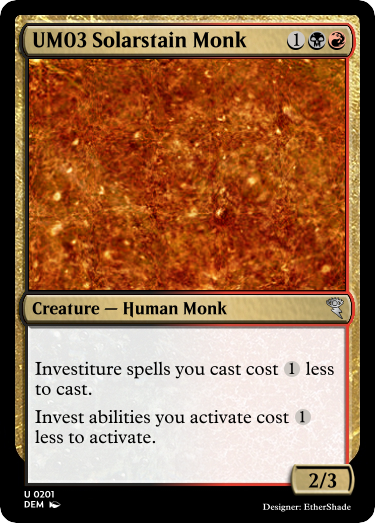 UM03 Solarstain Monk 1
Creature — Human Monk
Investiture spells you cast cost 1 less
to cast.
Invest abilities you activate cost 1
less to activate.
2/3
U 0201
DEM
Designer: EtherShade